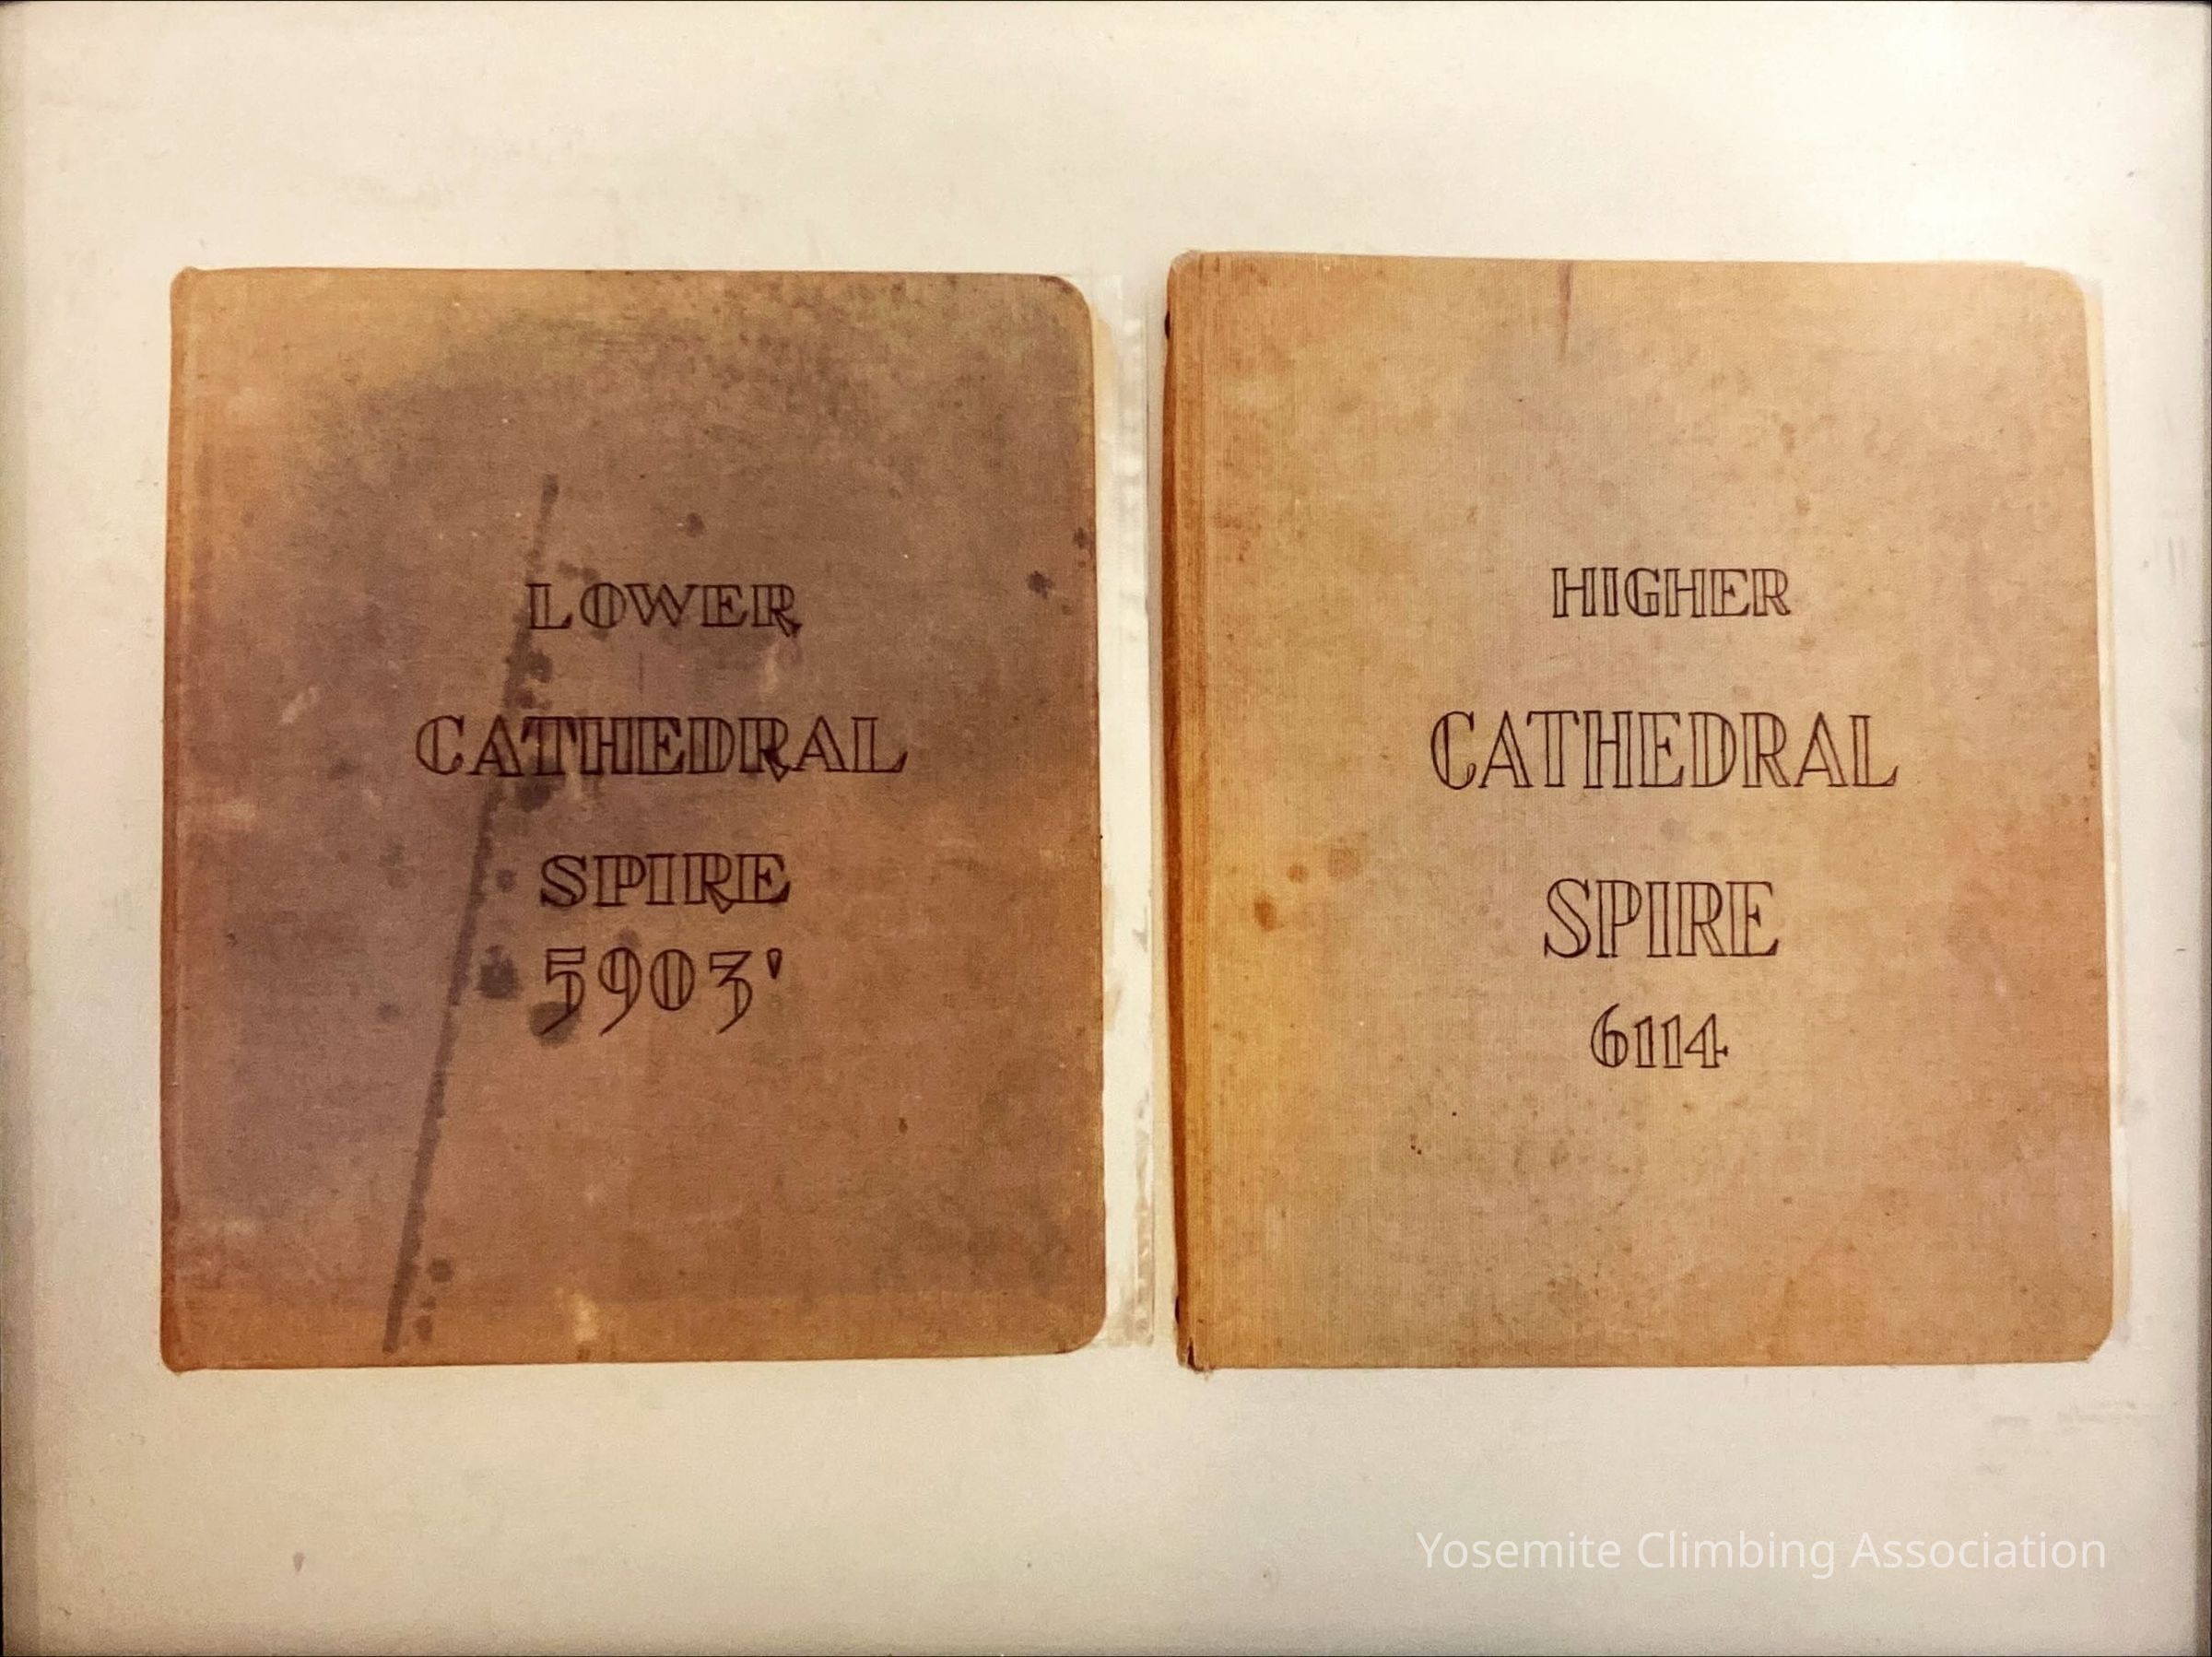 LOWER
CATHEDRAL
SPIRE
5903'
HIGHER
CATHEDRAL
SPIRE
6114
Yosemite Climbing Association